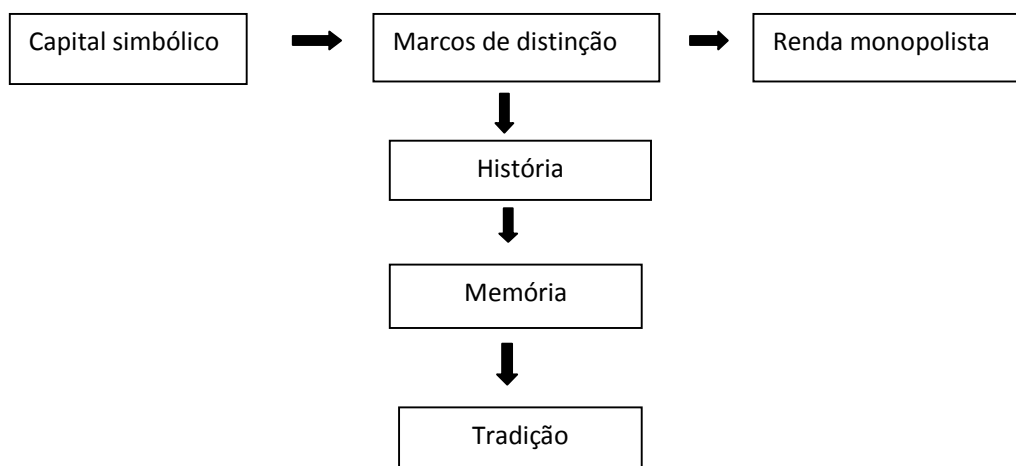 Capital simbólico
Marcos de distinção
Renda monopolista
História
Memória
Tradição